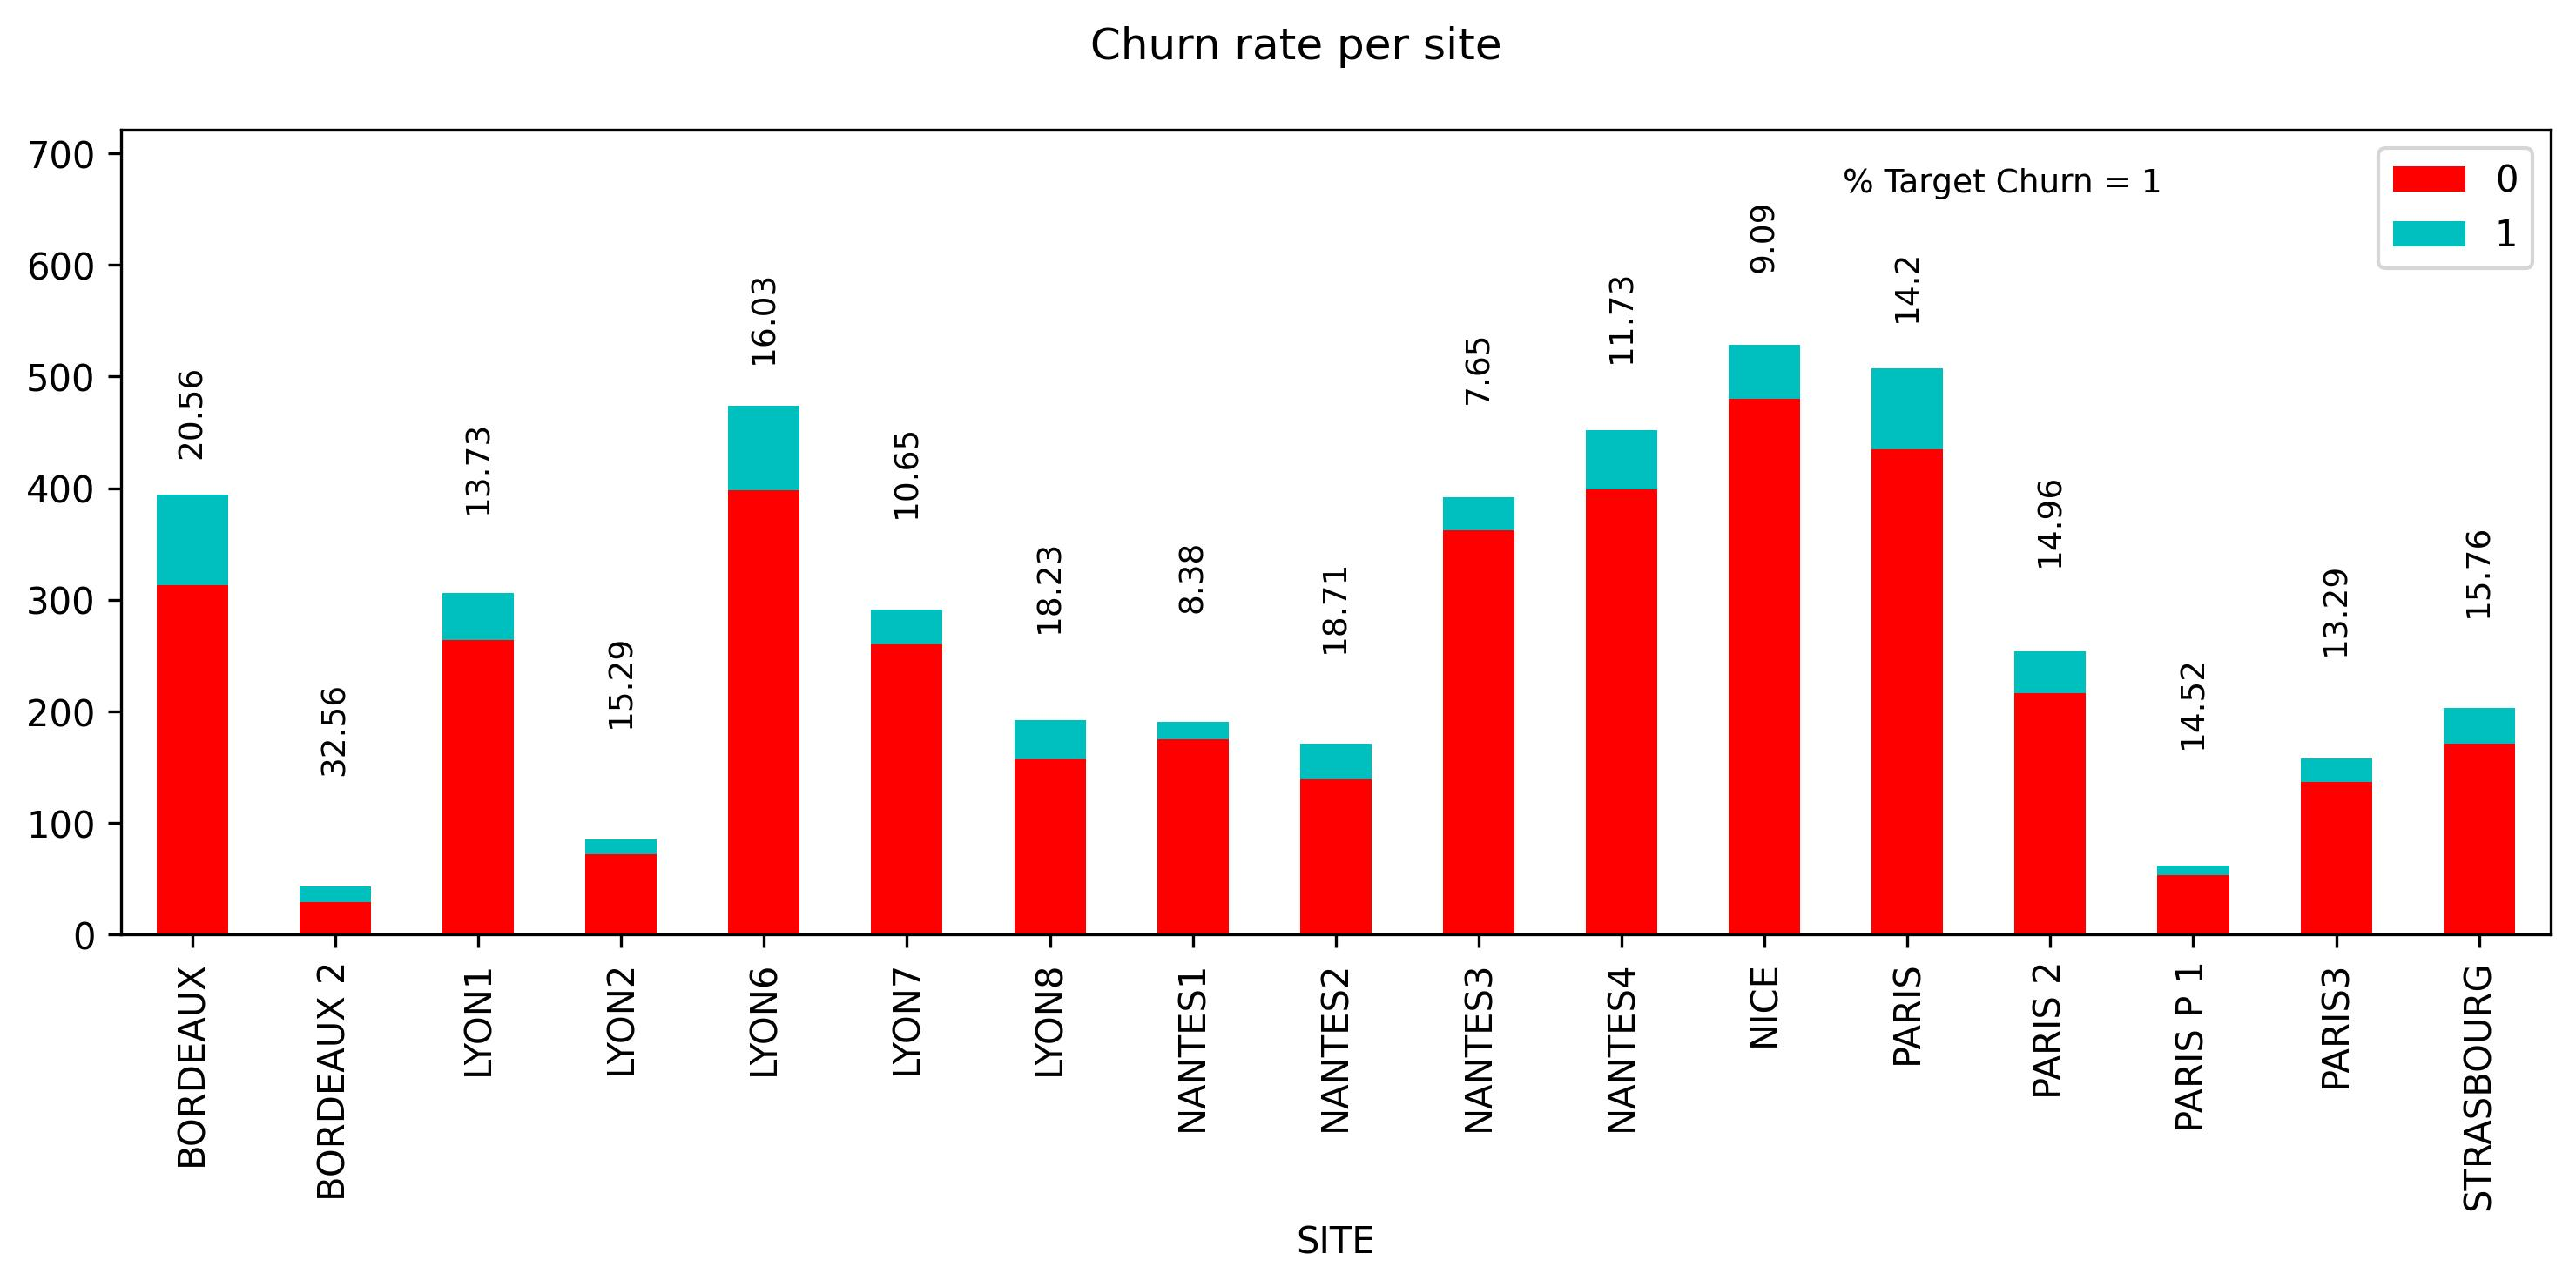 Churn rate per site
700
600
500
400
300
200
100
0
% Target Churn = 1
0
1
20.56
32.56
13.73
15.29
16.03
10.65
18.23
8.38
18.71
7.65
11.73
9.09
14.2
14.96
14.52
13.29
15.76
BORDEAUX
BORDEAUX 2
LYON1
LYON2
LYON6
LYON7
LYON8
NANTES1
NANTES2
NANTES3
NANTES4
NICE
PARIS
PARIS 2
PARIS P 1
PARIS3
STRASBOURG
SITE